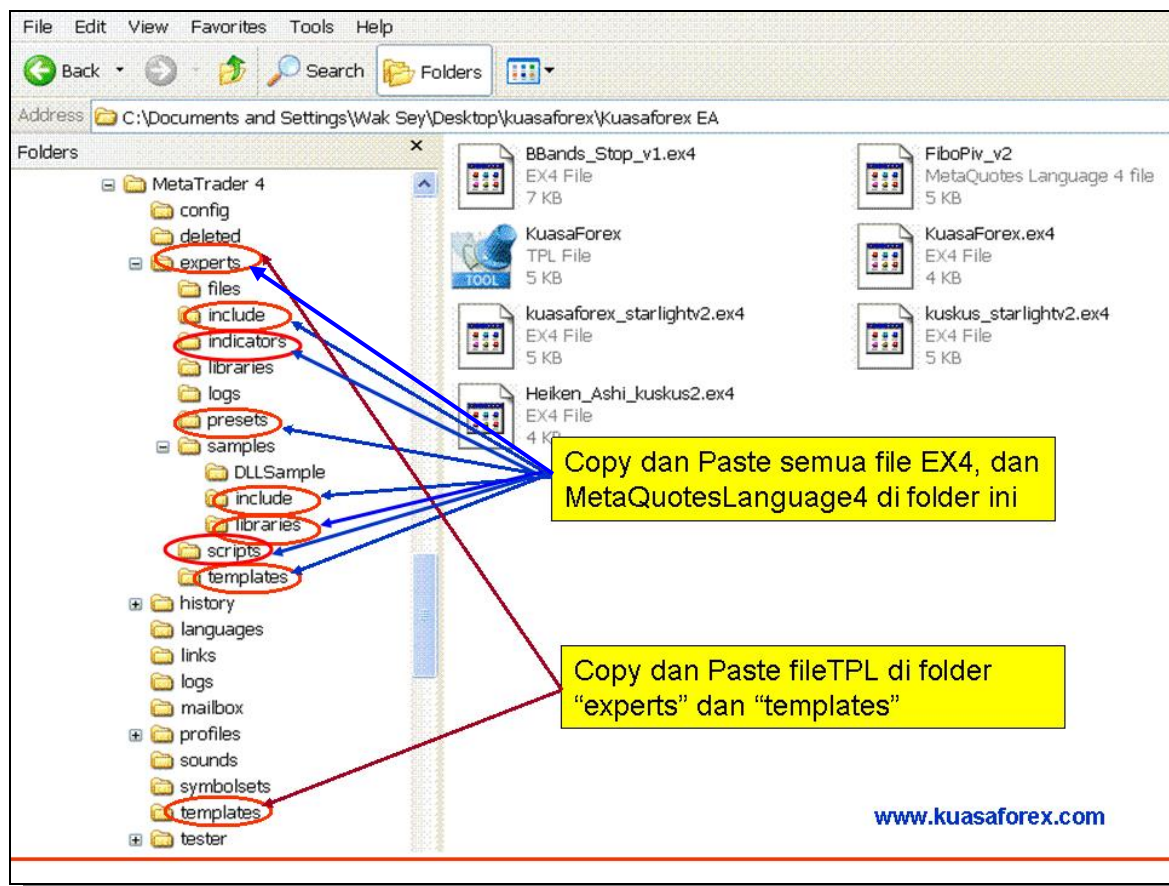 File Edit View Favorites Tools Help
Back Search Folders
Address C:\Documents and Settings\Wak Sey\Desktop\kuasaforex\Kuasaforex EA
Folders
MetaTrader 4
config
deleted
experts
files
include
indicators
libraries
logs
presets
samples
DLLSample
include
libraries
scripts
templates
history
languages
links
logs
mailbox
profiles
sounds
symbolsets
templates
tester
BBands_Stop_v1.ex4
EX4 File
7 KB
FiboPiv_v2
MetaQuotes Language 4 file
5 KB
TOOL
KuasaForex
TPL File
5 KB
KuasaForex.ex4
EX4 File
4 KB
kuasaforex_starlightv2.ex4
EX4 File
5 KB
kuskus_starlightv2.ex4
EX4 File
5 KB
Heiken_Ashi_kuskus2.ex4
EX4 File
4 KB
Copy dan Paste semua file EX4, dan
MetaQuotesLanguage4 di folder ini
Copy dan Paste fileTPL di folder
“experts” dan “templates”
www.kuasaforex.com